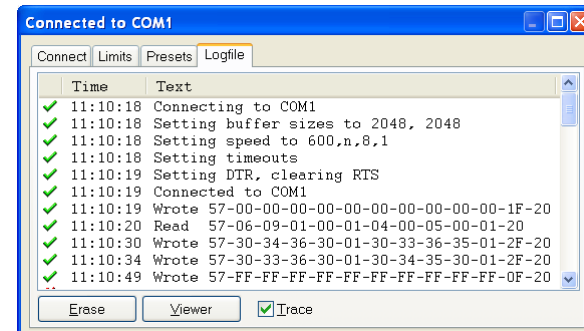 Connected to COM1
Connect Limits Presets Logfile
Time Text
11:10:18 Connecting to COM1
11:10:18 Setting buffer sizes to 2048, 2048
11:10:18 Setting speed to 600,n,8,1
11:10:18 Setting timeouts
11:10:19 Setting DTR, clearing RTS
11:10:19 Connected to COM1
11:10:19 Wrote 57-00-00-00-00-00-00-00-00-00-00-1F-20
11:10:20 Read 57-06-09-01-00-01-04-00-05-00-01-20
11:10:30 Wrote 57-30-34-36-30-01-30-33-36-35-01-2F-20
11:10:34 Wrote 57-30-33-36-30-01-30-34-35-30-01-2F-20
11:10:49 Wrote 57-FF-FF-FF-FF-FF-FF-FF-FF-FF-FF-0F-20
Erase Viewer Trace